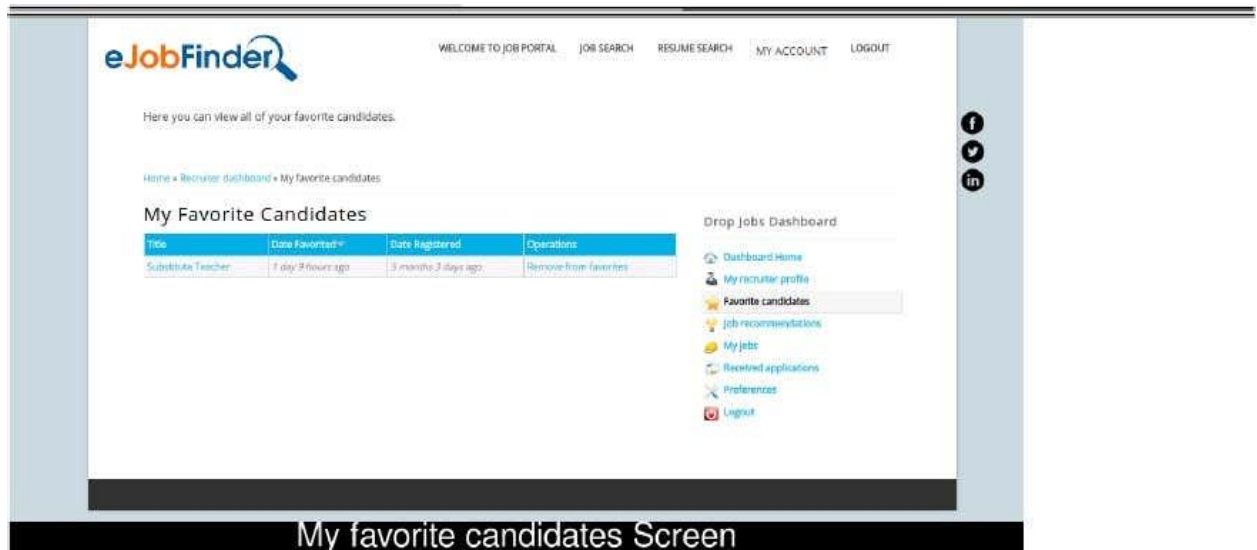 eJobFinder
WELCOME TO JOB PORTAL JOB SEARCH RESUME SEARCH MY ACCOUNT LOGOUT
Here you can view all of your favorite candidates.
Home » Recruiter dashboard » My favorite candidates
My Favorite Candidates
Title Date Favorited Date Registered Operations
Substitute Teacher 1 day 9 hours ago 3 months 3 days ago Remove from favorites
Drop Jobs Dashboard
Dashboard Home
My recruiter profile
Favorite candidates
Job recommendations
My jobs
Received applications
Preferences
Logout
f
in
My favorite candidates Screen